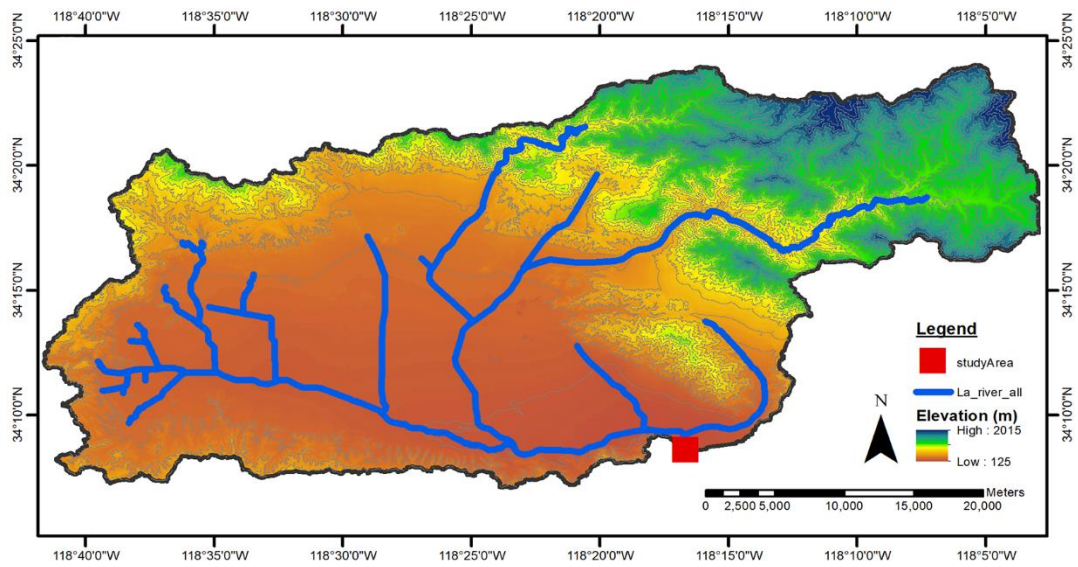 118°40'0"W 118°35'0"W 118°30'0"W 118°25'0"W 118°20'0"W 118°15'0"W 118°10'0"W 118°5'0"W
34°25'0"N 34°25'0"N
34°20'0"N 34°20'0"N
34°15'0"N 34°15'0"N
Legend
studyArea
La_river_all
Elevation (m)
High : 2015
Low : 125
34°10'0"N 34°10'0"N
N
Meters
0 2,500 5,000 10,000 15,000 20,000
118°40'0"W 118°35'0"W 118°30'0"W 118°25'0"W 118°20'0"W 118°15'0"W 118°10'0"W 118°5'0"W